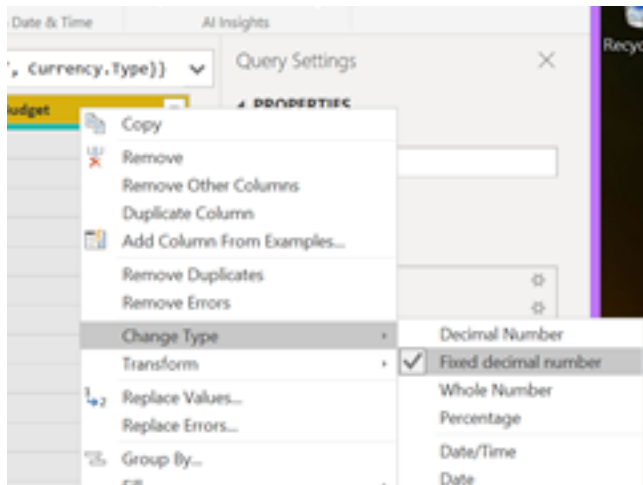 Date & Time
AI Insights
, Currency.Type}}
Query Settings
Recyc
udget
PROPERTIES
Copy
Remove
Remove Other Columns
Duplicate Column
Add Column From Examples...
Remove Duplicates
Remove Errors
Change Type
Decimal Number
Transform
Fixed decimal number
Replace Values...
Whole Number
Replace Errors...
Percentage
Group By...
Date/Time
Date